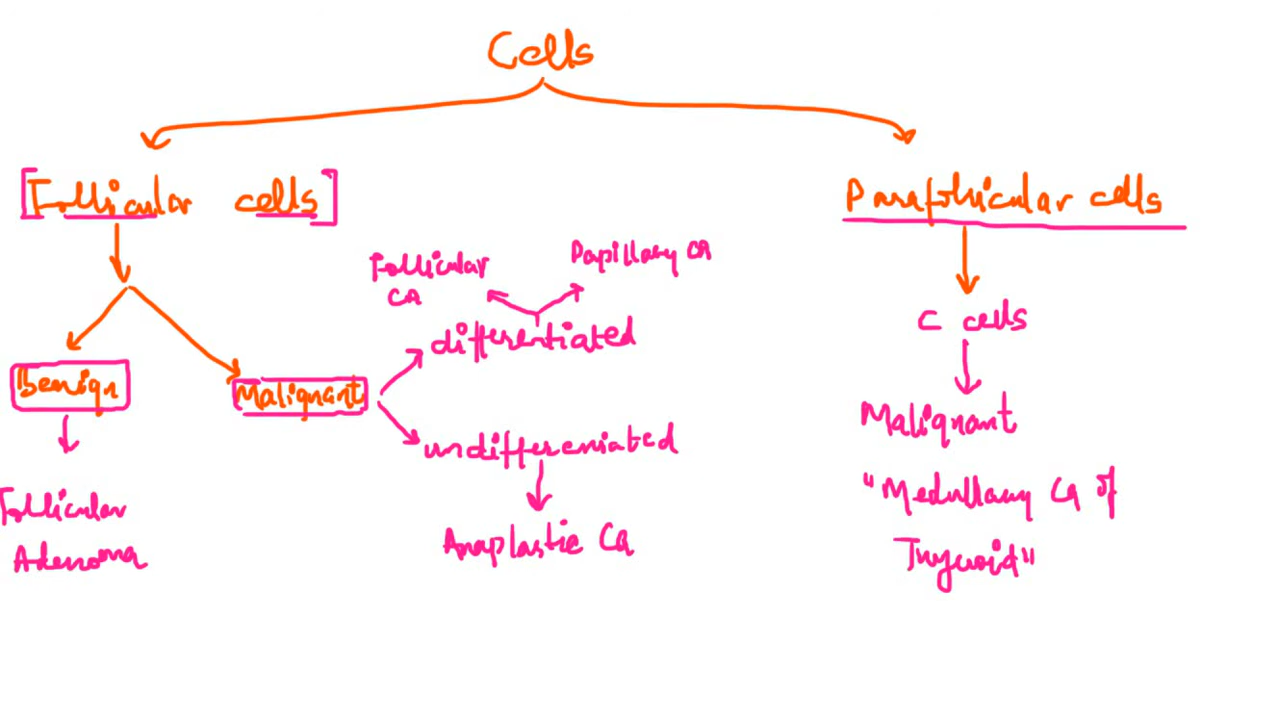 Cells
[Follicular cells]
Parafollicular cells
Follicular
CA
Papillary CA
differentiated
C cells
Benign
Malignant
Malignant
undiffereniated
"Medullary Ca of
Thyroid"
Follicular
Adenoma
Anaplastic Ca